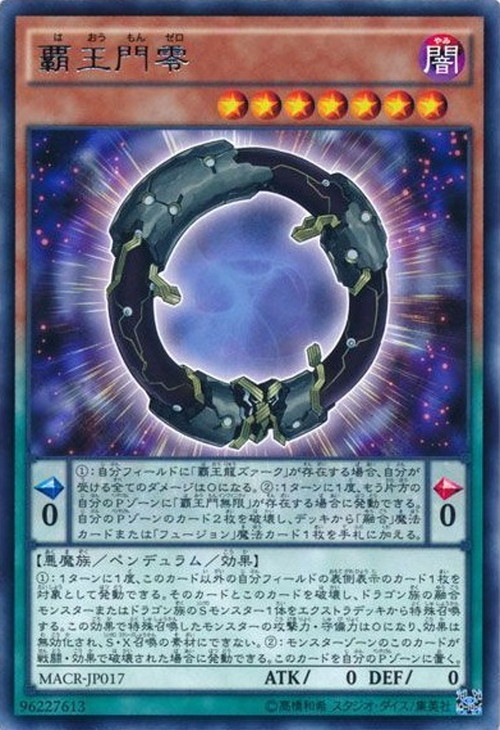 は おう もん ゼロ
覇王門零
やみ
闇
①:自分フィールドに「覇王龍ズァーク」が存在する場合、自分が
受ける全てのダメージは0になる。②:1ターンに1度、もう片方の
自分のPゾーンに「覇王門無限」が存在する場合に発動できる。
自分のPゾーンのカード2枚を破壊し、デッキから「融合」魔法
カードまたは「フュージョン」魔法カード1枚を手札に加える。
0
0
【悪魔族/ペンデュラム/効果】
①:1ターンに1度、このカード以外の自分フィールドの表側表示のカード1枚を
対象として発動できる。そのカードとこのカードを破壊し、ドラゴン族の融合
モンスターまたはドラゴン族のSモンスター1体をエクストラデッキから特殊召喚
する。この効果で特殊召喚したモンスターの攻撃力・守備力は0になり、効果は
無効化され、S・X召喚の素材にできない。②:モンスターゾーンのこのカードが
戦闘・効果で破壊された場合に発動できる。このカードを自分のPゾーンに置く。
MACR-JP017 ATK/ 0 DEF/ 0
96227613 ©高橋和希 スタジオ・ダイス/集英社